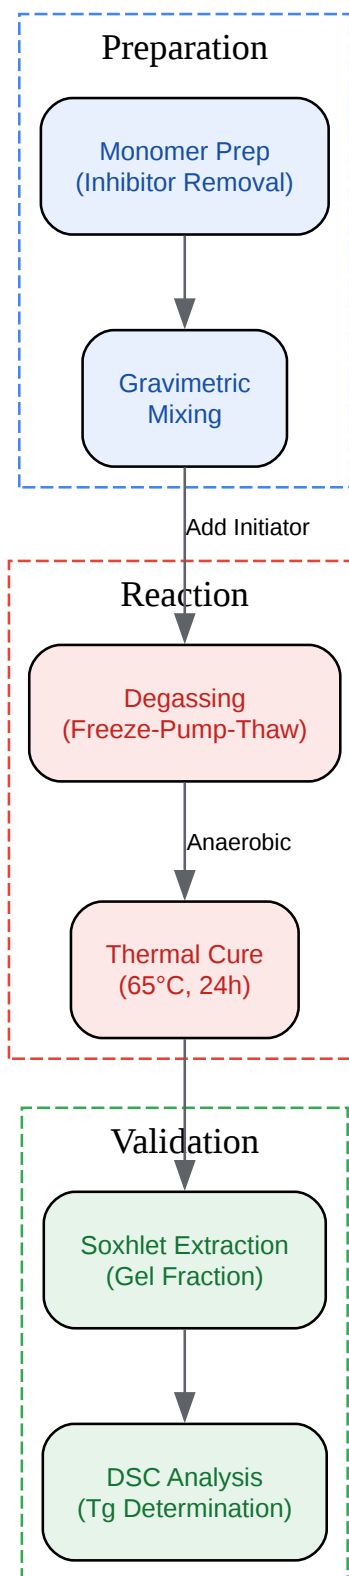 Preparation
Monomer Prep
(Inhibitor Removal)
Gravimetric
Mixing
Add Initiator
Reaction
Degassing
(Freeze-Pump-Thaw)
Anaerobic
Thermal Cure
(65°C, 24h)
Validation
Soxhlet Extraction
(Gel Fraction)
DSC Analysis
(Tg Determination)